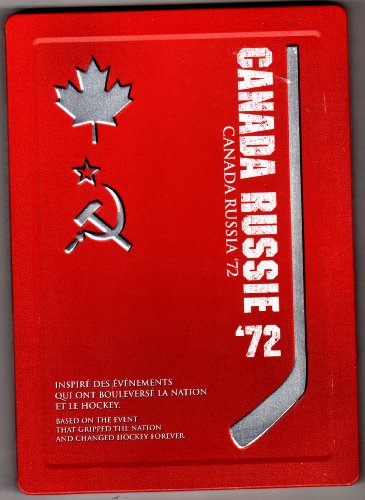 CANADA RUSSIE '72
CANADA RUSSIA '72
INSPIRÉ DES ÉVÉNEMENTS
QUI ONT BOULEVERSÉ LA NATION
ET LE HOCKEY.
BASED ON THE EVENT
THAT GRIPPED THE NATION
AND CHANGED HOCKEY FOREVER